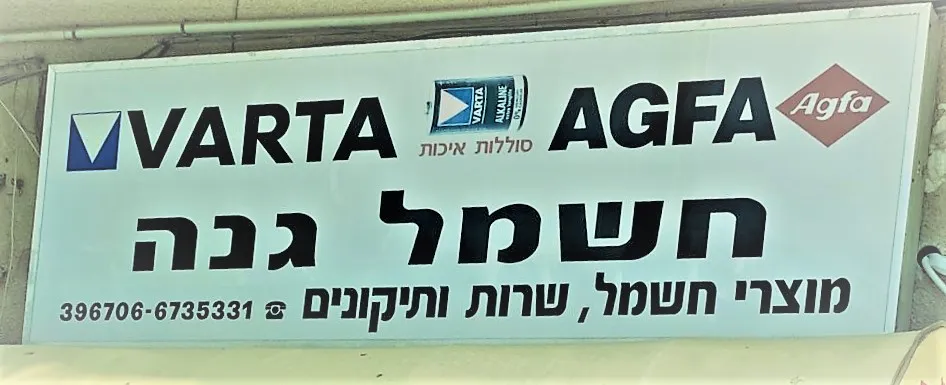 VARTA
VARTA
ALKALINE
AGFA
Agfa
סוללות איכות
חשמל גנה
מוצרי חשמל, שרות ותיקונים ☎ 396706-6735331